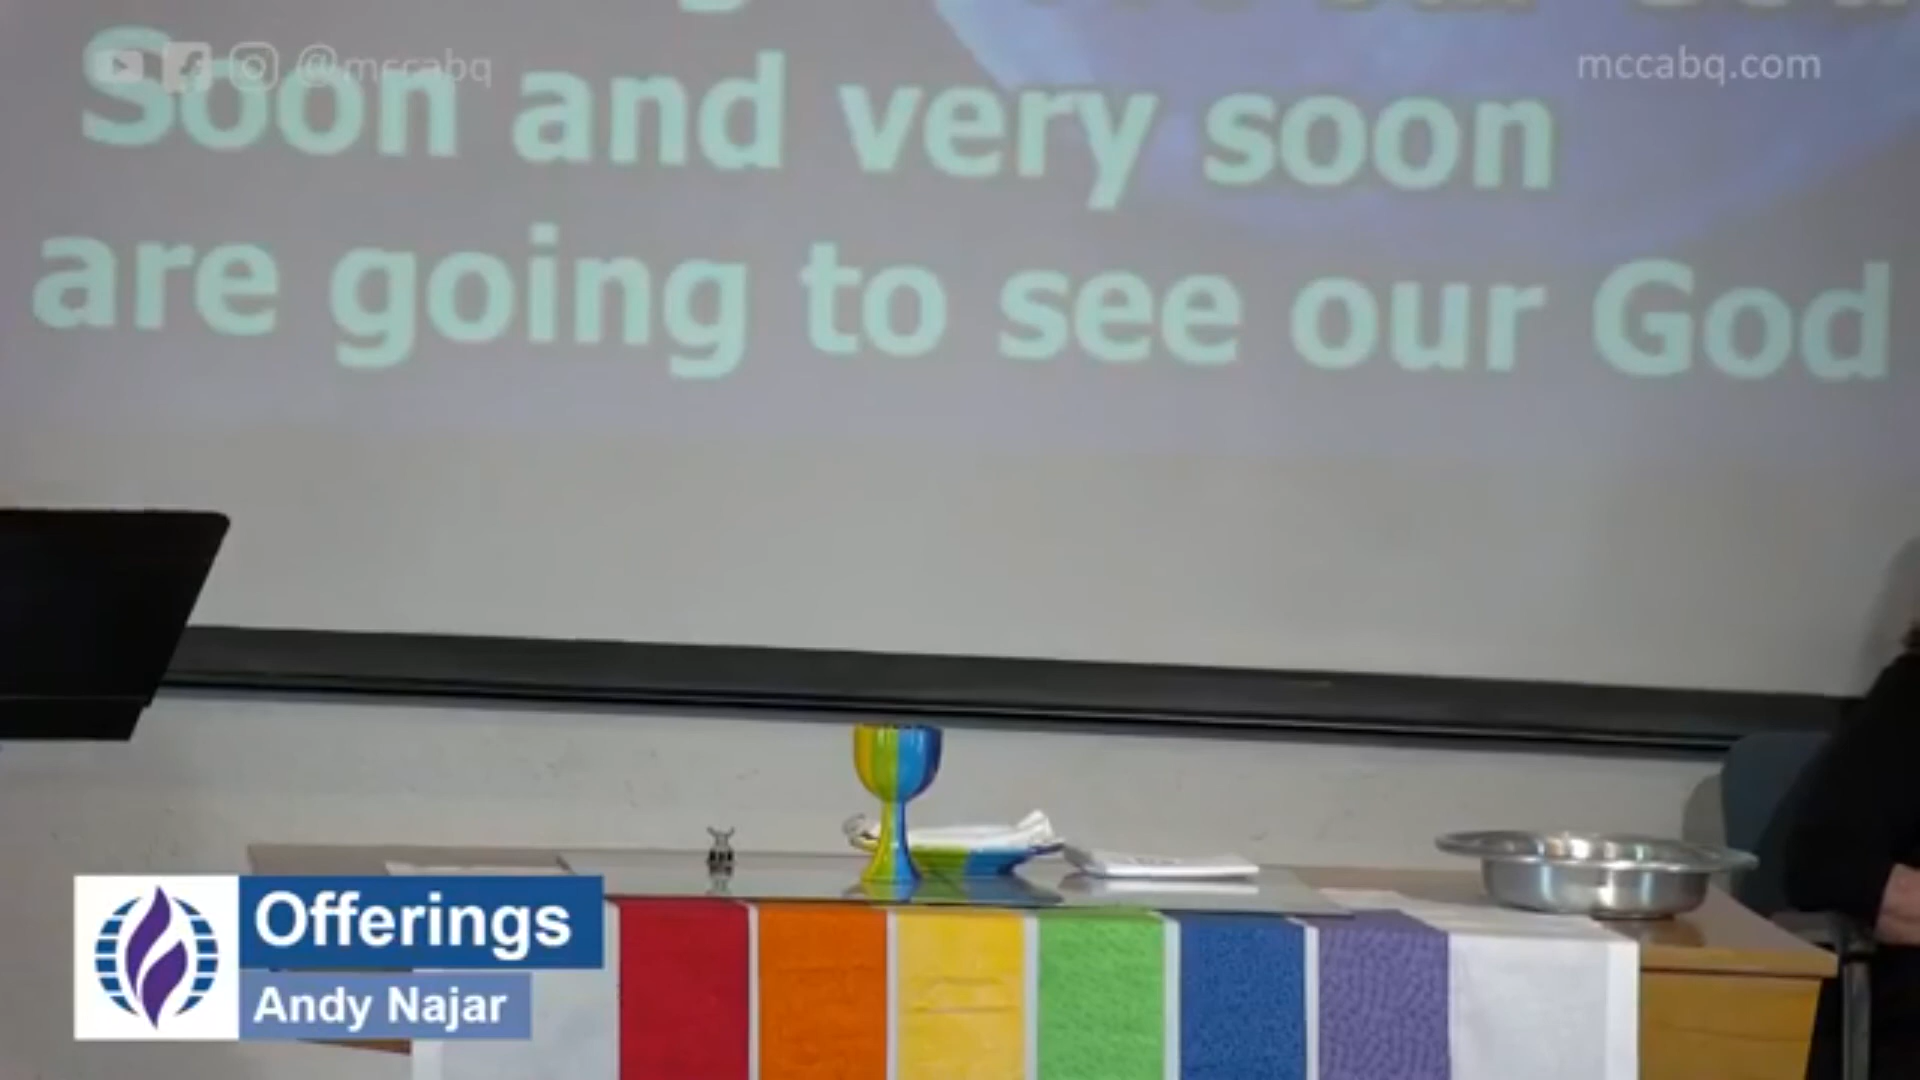 Soon and very soon
are going to see our God
@mccabq
mccabq.com
Offerings
Andy Najar